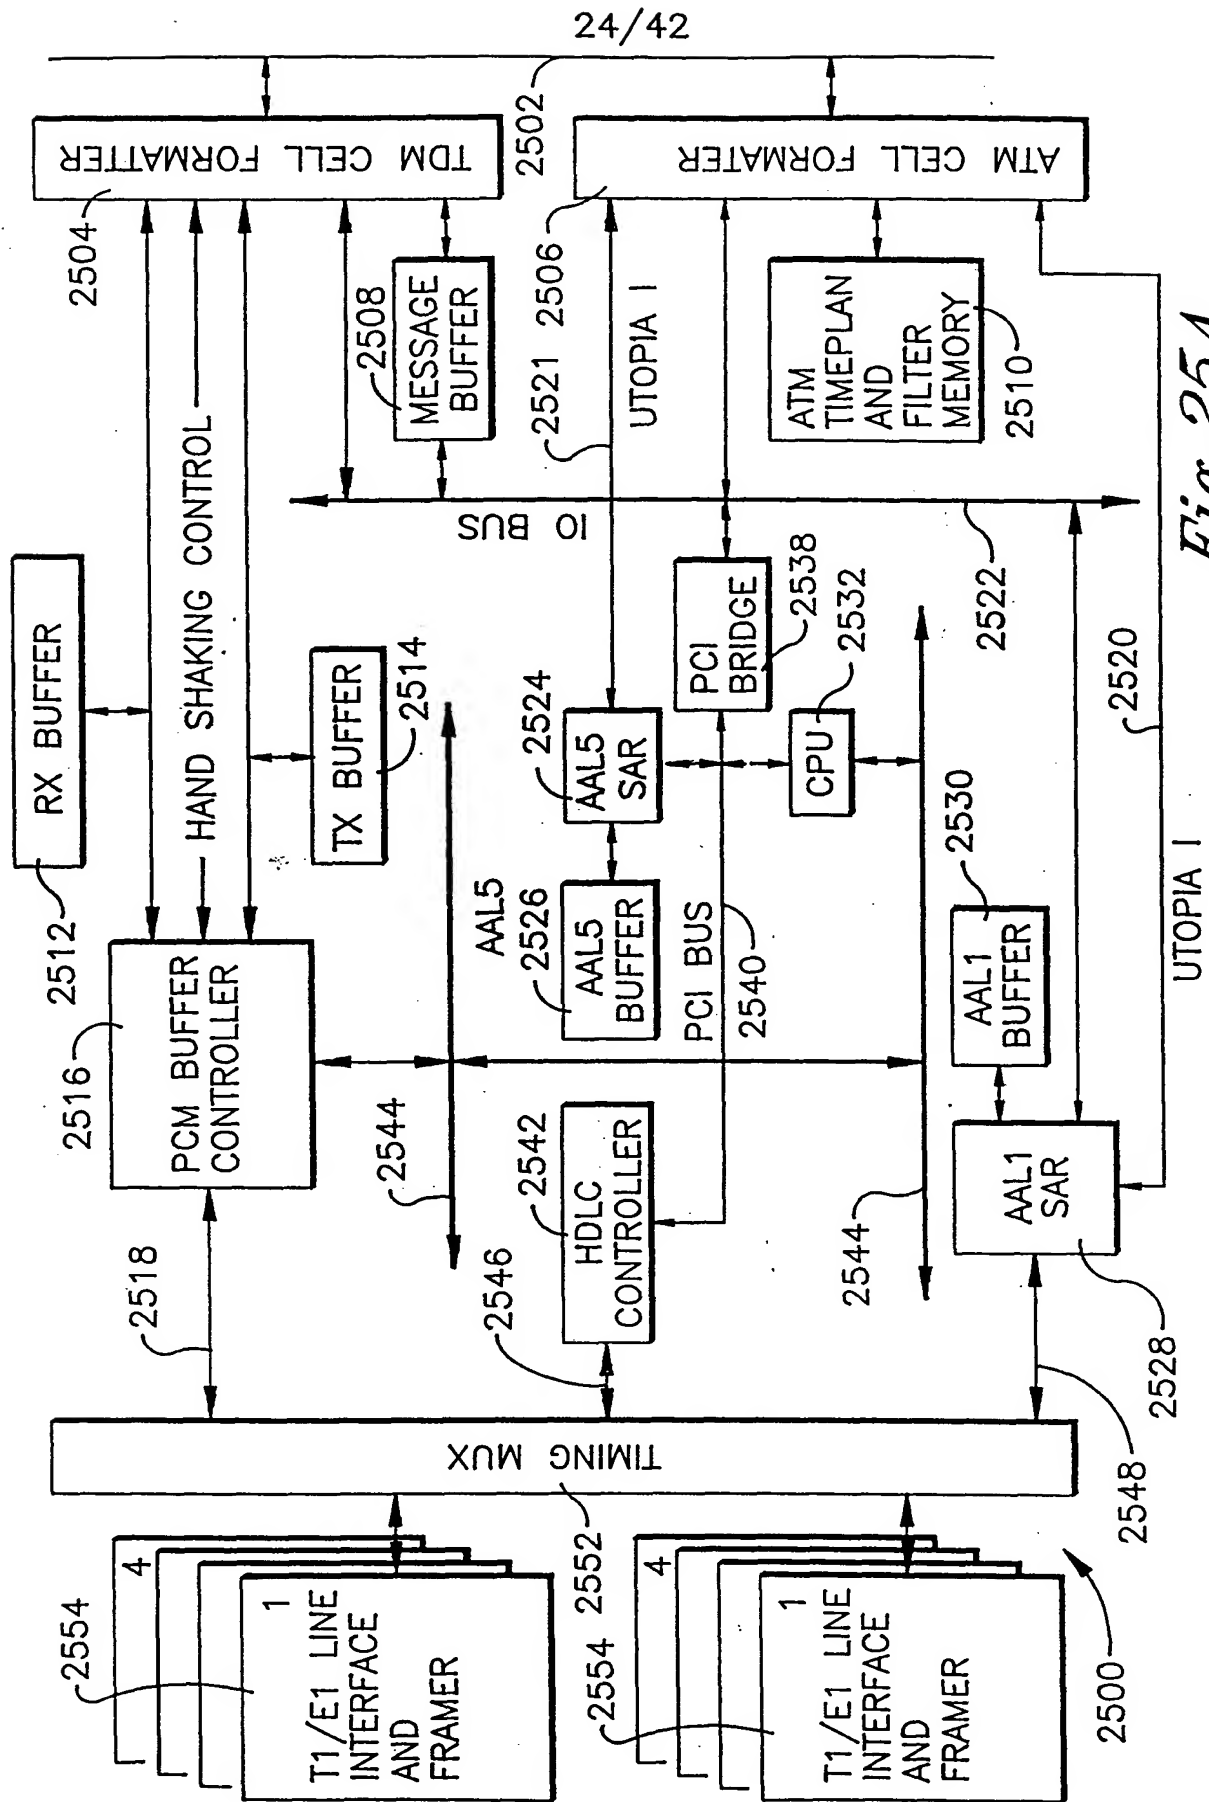 24/42
2502
TDM CELL FORMATTER
2504
ATM CELL FORMATER
2506
2521
UTOPIA I
HAND SHAKING CONTROL
2508
MESSAGE
BUFFER
ATM
TIMEPLAN
AND
FILTER
MEMORY
2510
RX BUFFER
2512
TX BUFFER
2514
IO BUS
2522
2520
UTOPIA I
PCI
BRIDGE
2538
CPU
2532
2524
AAL5
SAR
AAL5
2526
AAL5
BUFFER
PCI BUS
2540
2530
AAL1
BUFFER
2516
PCM BUFFER
CONTROLLER
2544
2542
HDLC
CONTROLLER
2544
AAL1
SAR
2528
2518
2546
2548
TIMING MUX
2552
2554
4
1
T1/E1 LINE
INTERFACE
AND
FRAMER
2554
4
1
T1/E1 LINE
INTERFACE
AND
FRAMER
2500
Fig. 25A